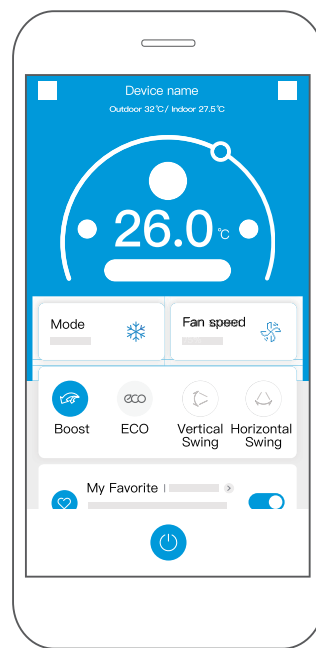 Device name
Outdoor 32℃/ Indoor 27.5℃
26.0℃
Mode
Fan speed
eco
Boost
ECO
Vertical Swing
Horizontal Swing
My Favorite